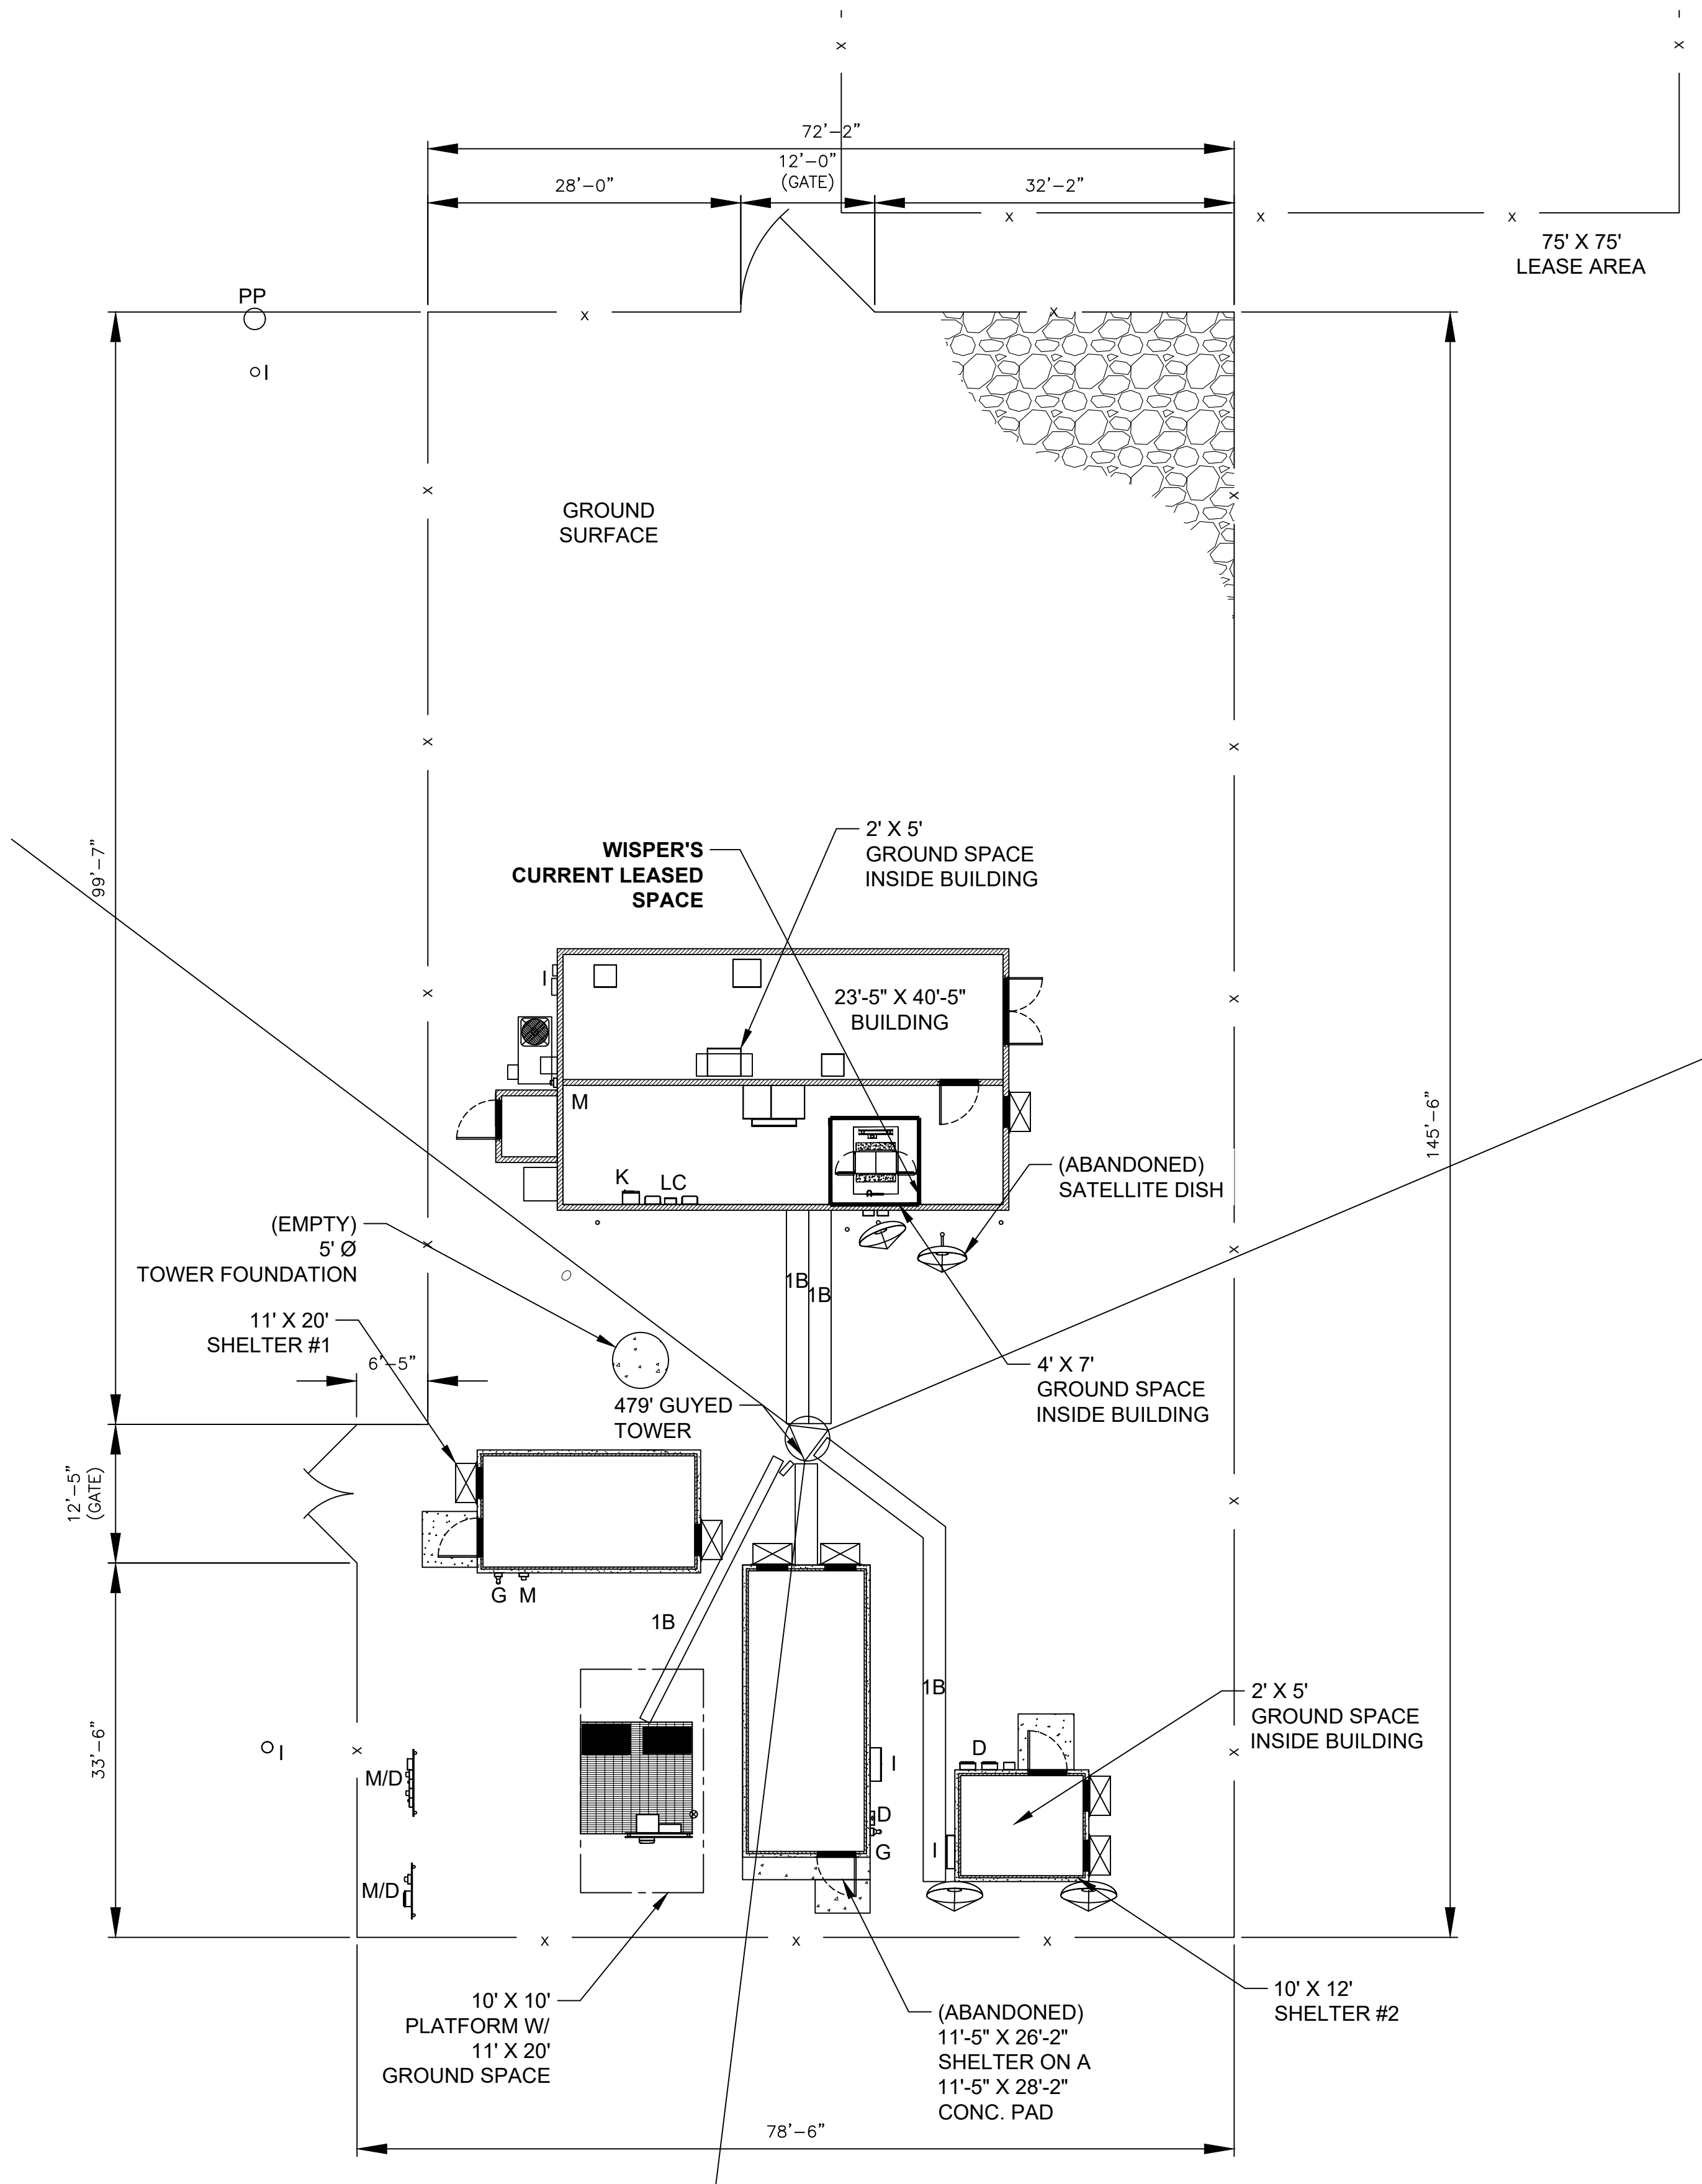 72'-2"
12'-0"
(GATE)
28'-0"
32'-2"
75' X 75'
LEASE AREA
PP
I
GROUND
SURFACE
99'-7"
145'-6"
WISPER'S
CURRENT LEASED
SPACE
2' X 5'
GROUND SPACE
INSIDE BUILDING
I
23'-5" X 40'-5"
BUILDING
M
K
LC
(ABANDONED)
SATELLITE DISH
(EMPTY)
5' Ø
TOWER FOUNDATION
1B
1B
11' X 20'
SHELTER #1
6'-5"
4' X 7'
GROUND SPACE
INSIDE BUILDING
479' GUYED
TOWER
12'-5"
(GATE)
G M
1B
1B
2' X 5'
GROUND SPACE
INSIDE BUILDING
33'-6"
I
M/D
I
D
D
G
I
M/D
10' X 10'
PLATFORM W/
11' X 20'
GROUND SPACE
(ABANDONED)
11'-5" X 26'-2"
SHELTER ON A
11'-5" X 28'-2"
CONC. PAD
10' X 12'
SHELTER #2
78'-6"